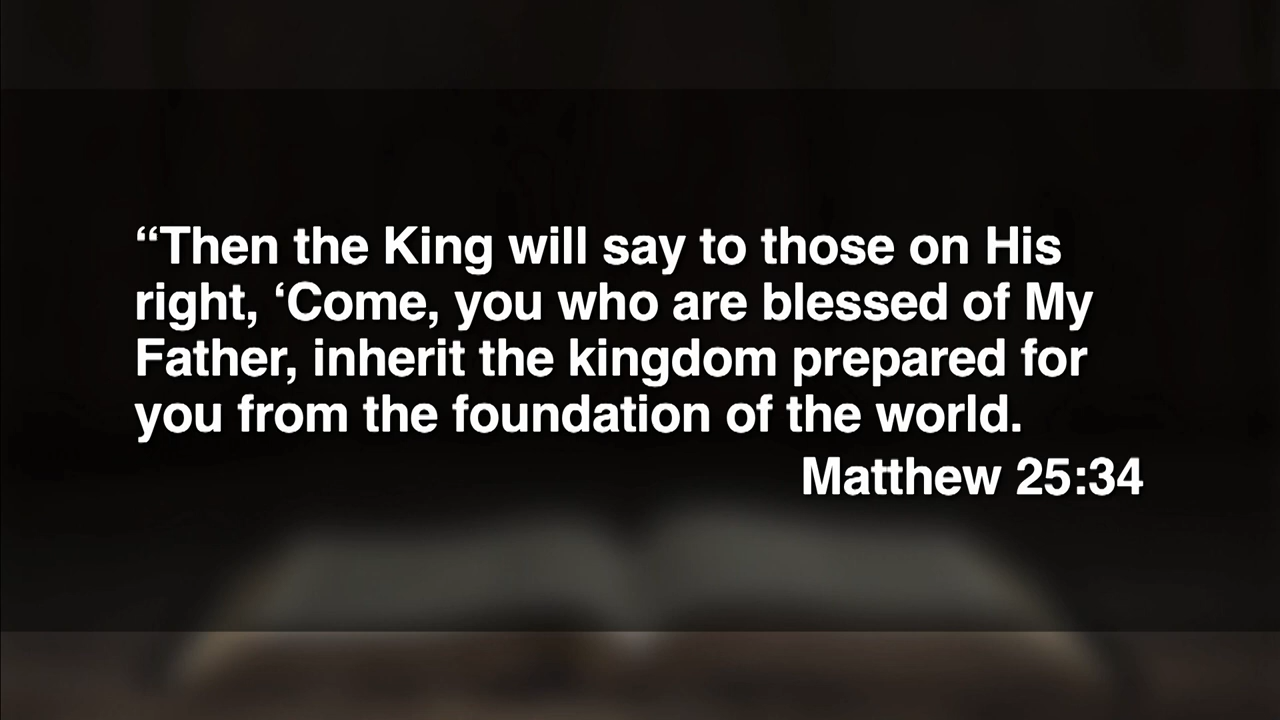 “Then the King will say to those on His
right, ‘Come, you who are blessed of My
Father, inherit the kingdom prepared for
you from the foundation of the world.
Matthew 25:34